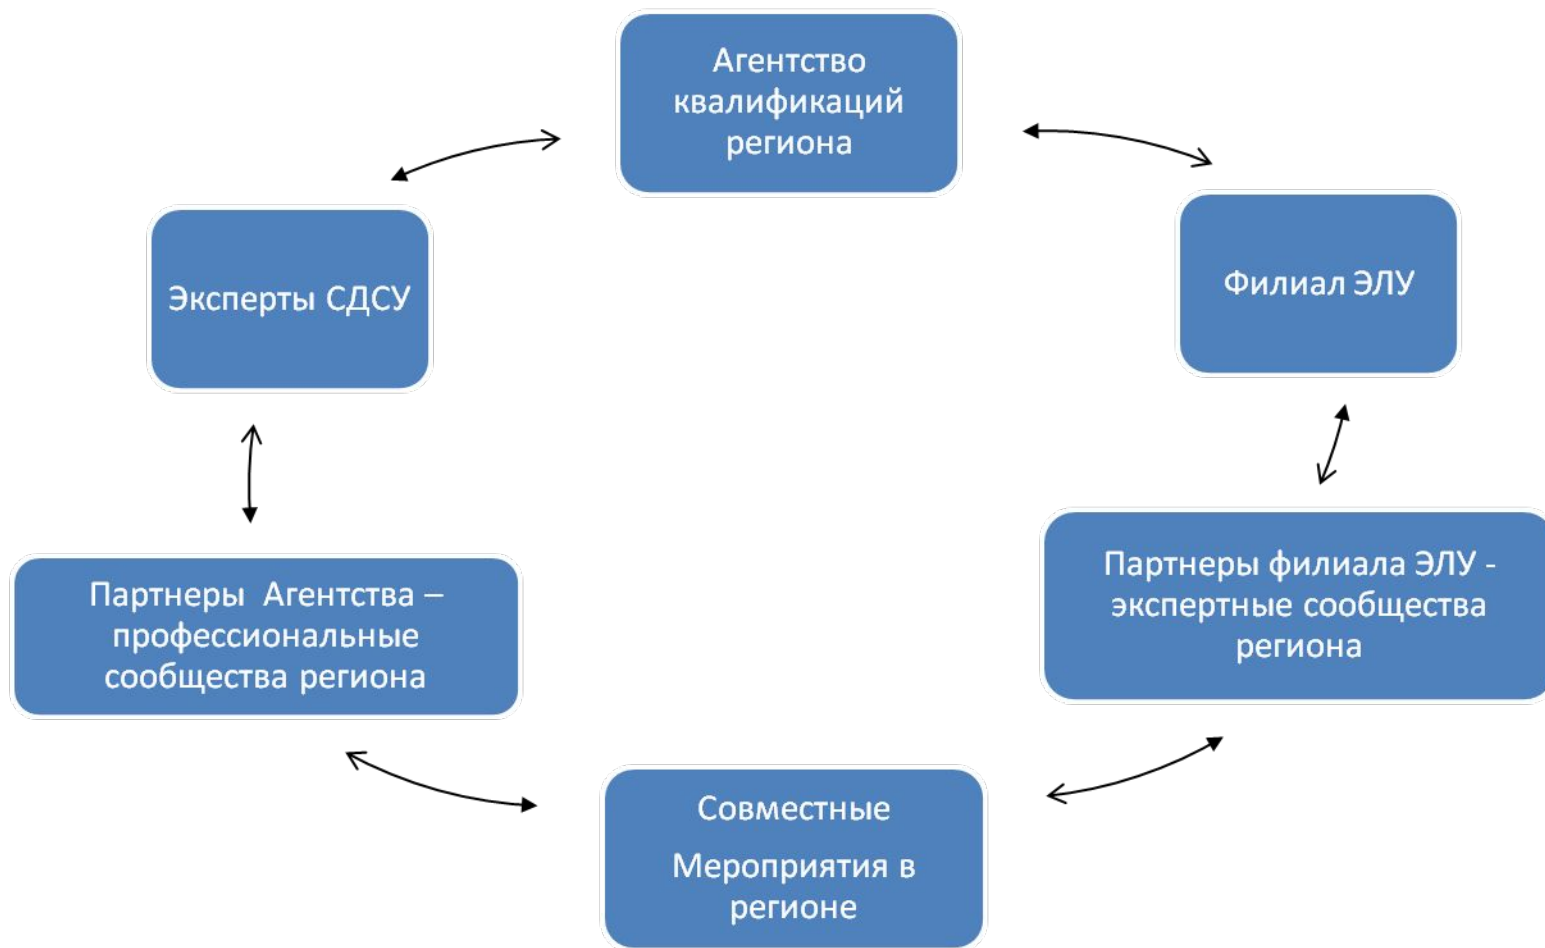 Агентство
квалификаций
региона
Эксперты СДСУ
Филиал ЭЛУ
Партнеры Агентства –
профессиональные
сообщества региона
Партнеры филиала ЭЛУ -
экспертные сообщества
региона
Совместные
Мероприятия в
регионе